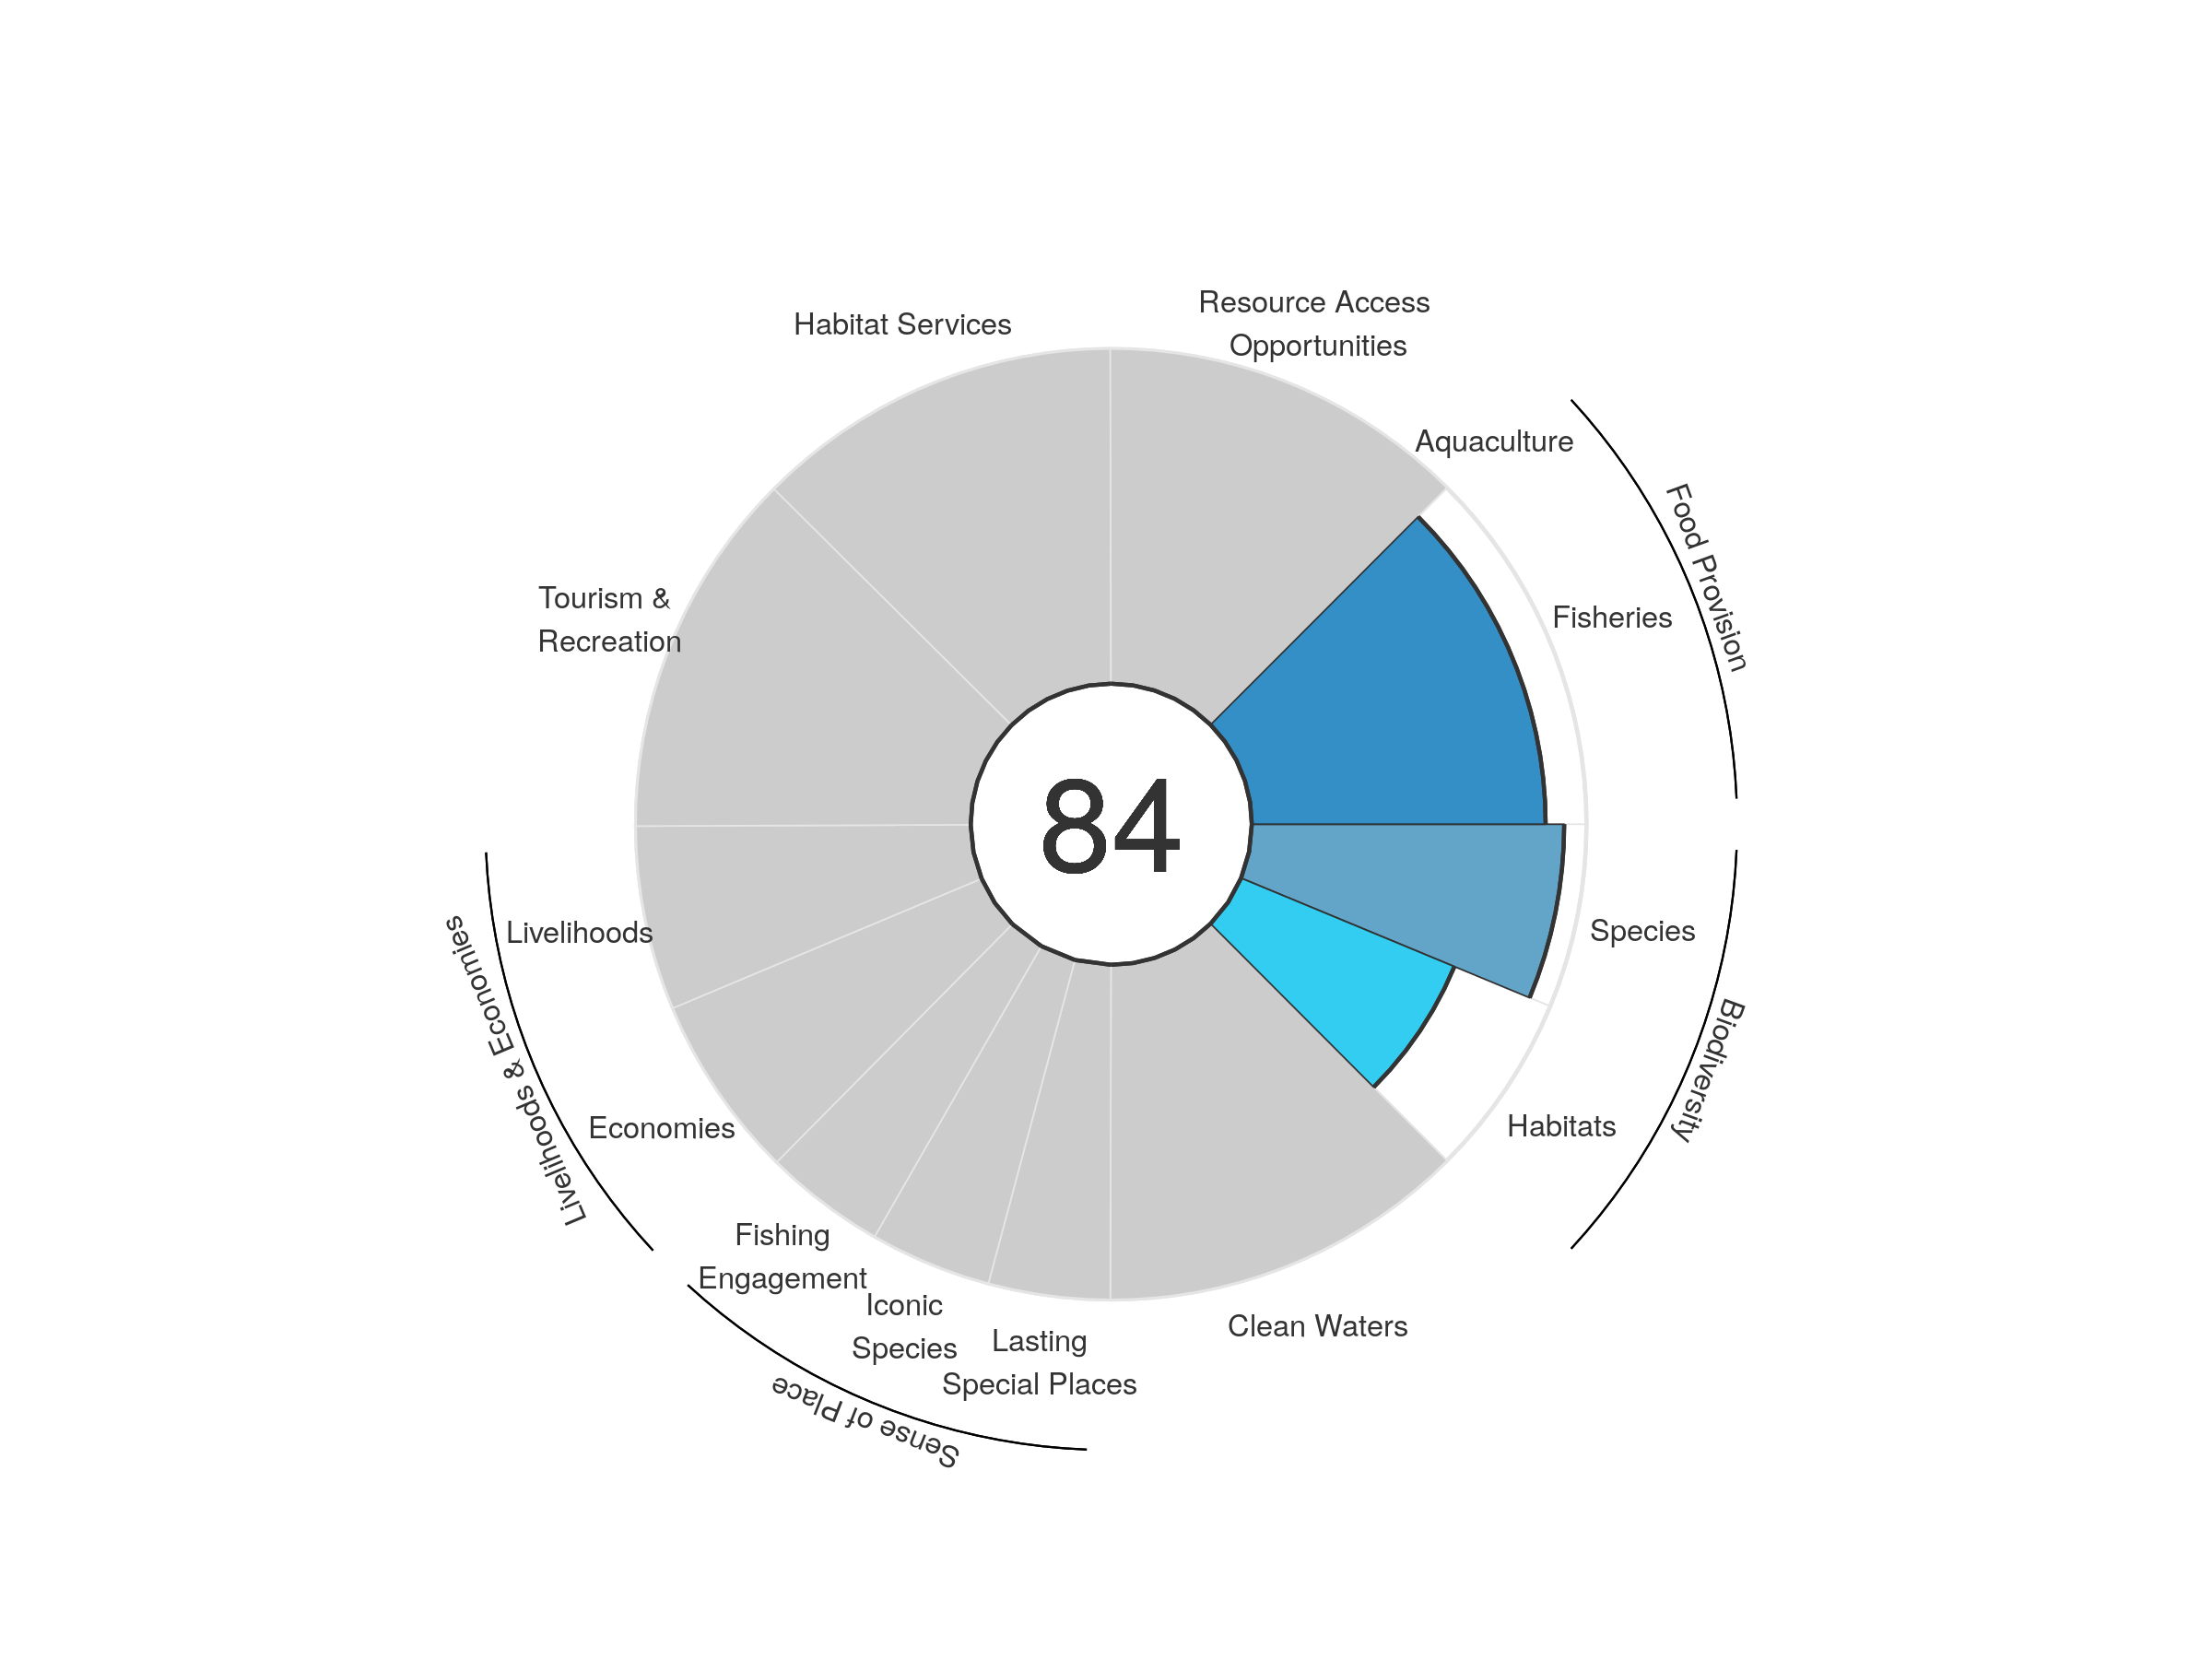 Resource Access
Opportunities
Habitat Services
Aquaculture
Food Provision
Fisheries
Tourism &
Recreation
84
Species
Livelihoods
Biodiversity
Livelihoods & Economies
Habitats
Economies
Fishing
Engagement
Iconic
Species
Lasting
Special Places
Clean Waters
Sense of Place